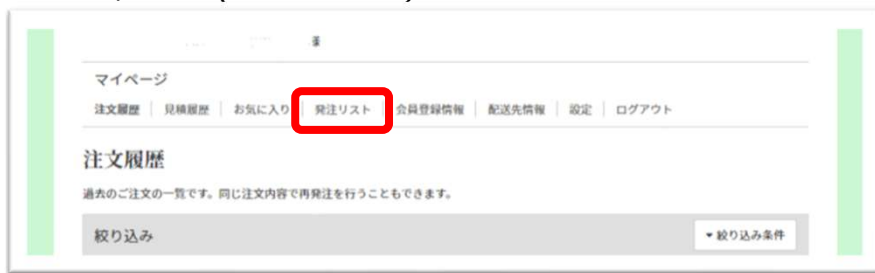 様
マイページ
注文履歴 | 見積履歴 | お気に入り | 発注リスト | 会員登録情報 | 配送先情報 | 設定 | ログアウト
注文履歴
過去のご注文の一覧です。同じ注文内容で再発注を行うこともできます。
絞り込み ▾絞り込み条件